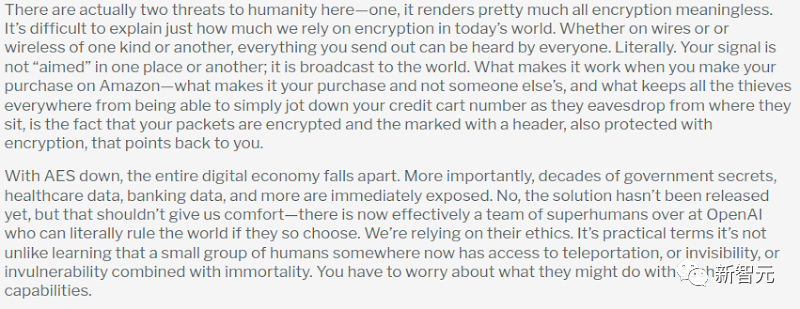 There are actually two threats to humanity here—one, it renders pretty much all encryption meaningless.
It's difficult to explain just how much we rely on encryption in today's world. Whether on wires or or
wireless of one kind or another, everything you send out can be heard by everyone. Literally. Your signal is
not “aimed” in one place or another; it is broadcast to the world. What makes it work when you make your
purchase on Amazon—what makes it your purchase and not someone else's, and what keeps all the thieves
everywhere from being able to simply jot down your credit cart number as they eavesdrop from where they
sit, is the fact that your packets are encrypted and the marked with a header, also protected with
encryption, that points back to you.
With AES down, the entire digital economy falls apart. More importantly, decades of government secrets,
healthcare data, banking data, and more are immediately exposed. No, the solution hasn't been released
yet, but that shouldn't give us comfort—there is now effectively a team of superhumans over at OpenAI
who can literally rule the world if they so choose. We're relying on their ethics. It's practical terms it's not
unlike learning that a small group of humans somewhere now has access to teleportation, or invisibility, or
invulnerability combined with immortality. You have to worry about what they might do with
capabilities.
新智元